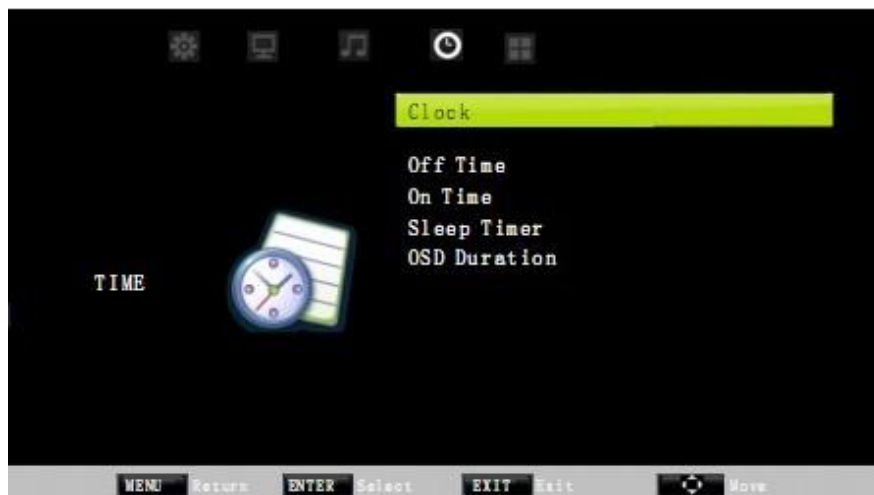 Clock
Off Time
On Time
Sleep Timer
OSD Duration
TIME
MENU Return ENTER Select EXIT Exit Move